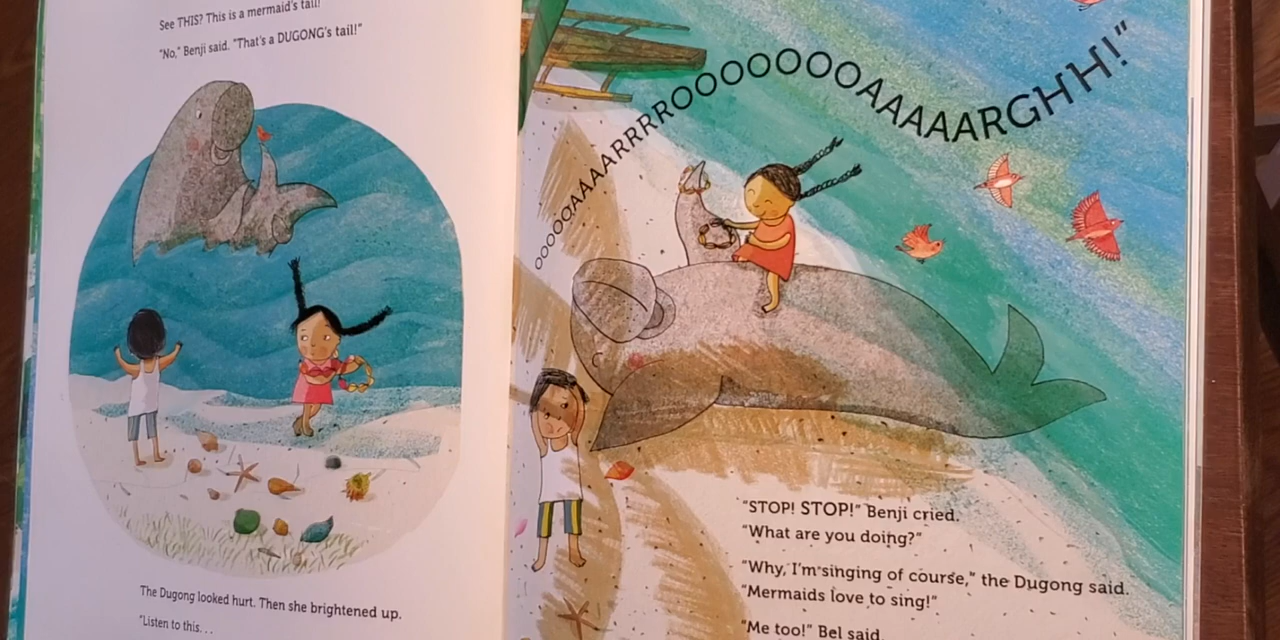 See THIS? This is a mermaid's tail!
"No," Benji said. "That's a DUGONG's tail!"
The Dugong looked hurt. Then she brightened up.
"Listen to this. . .
OOOOAAAAARRRROOOOOOOAAAAARGHH!"
"STOP! STOP!" Benji cried.
"What are you doing?"
"Why, I'm singing of course," the Dugong said.
"Mermaids love to sing!"
"Me too!" Bel said.